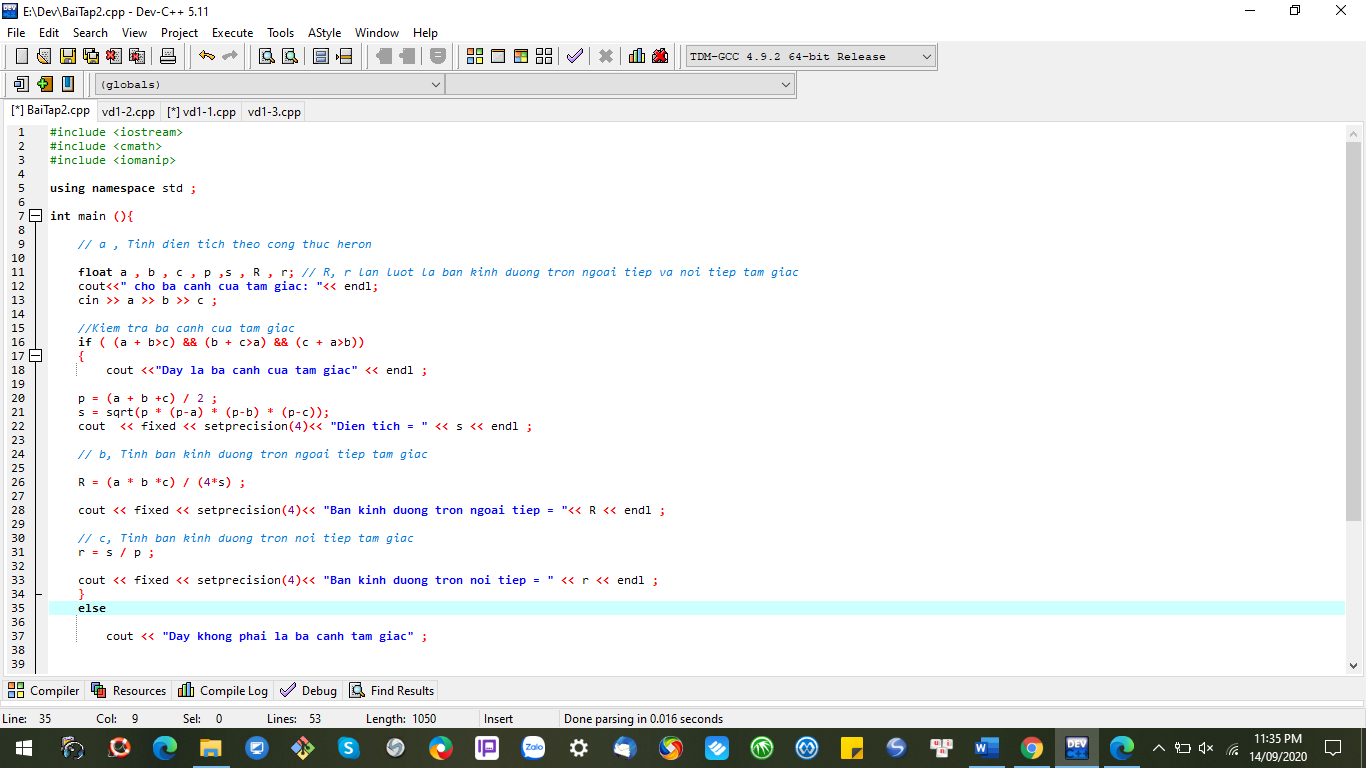 E:\Dev\BaiTap2.cpp - Dev-C++ 5.11
File Edit Search View Project Execute Tools AStyle Window Help
TDM-GCC 4.9.2 64-bit Release
(globals)
[*] BaiTap2.cpp vd1-2.cpp [*] vd1-1.cpp vd1-3.cpp
1 #include <iostream>
2 #include <cmath>
3 #include <iomanip>
4
5 using namespace std ;
6
7 int main (){
8
9 // a , Tinh dien tich theo cong thuc heron
10
11 float a , b , c , p ,s , R , r; // R, r lan luot la ban kinh duong tron ngoai tiep va noi tiep tam giac
12 cout<<" cho ba canh cua tam giac: "<< endl;
13 cin >> a >> b >> c ;
14
15 //Kiem tra ba canh cua tam giac
16 if ( (a + b>c) && (b + c>a) && (c + a>b))
17 {
18 cout <<"Day la ba canh cua tam giac" << endl ;
19
20 p = (a + b +c) / 2 ;
21 s = sqrt(p * (p-a) * (p-b) * (p-c));
22 cout  << fixed << setprecision(4)<< "Dien tich = " << s << endl ;
23
24 // b, Tinh ban kinh duong tron ngoai tiep tam giac
25
26 R = (a * b *c) / (4*s) ;
27
28 cout << fixed << setprecision(4)<< "Ban kinh duong tron ngoai tiep = "<< R << endl ;
29
30 // c, Tinh ban kinh duong tron noi tiep tam giac
31 r = s / p ;
32
33 cout << fixed << setprecision(4)<< "Ban kinh duong tron noi tiep = " << r << endl ;
34 }
35 else
36
37 cout << "Day khong phai la ba canh tam giac" ;
38
39
Compiler Resources Compile Log Debug Find Results
Line: 35 Col: 9 Sel: 0 Lines: 53 Length: 1050 Insert Done parsing in 0.016 seconds
Zalo
DEV
11:35 PM
14/09/2020